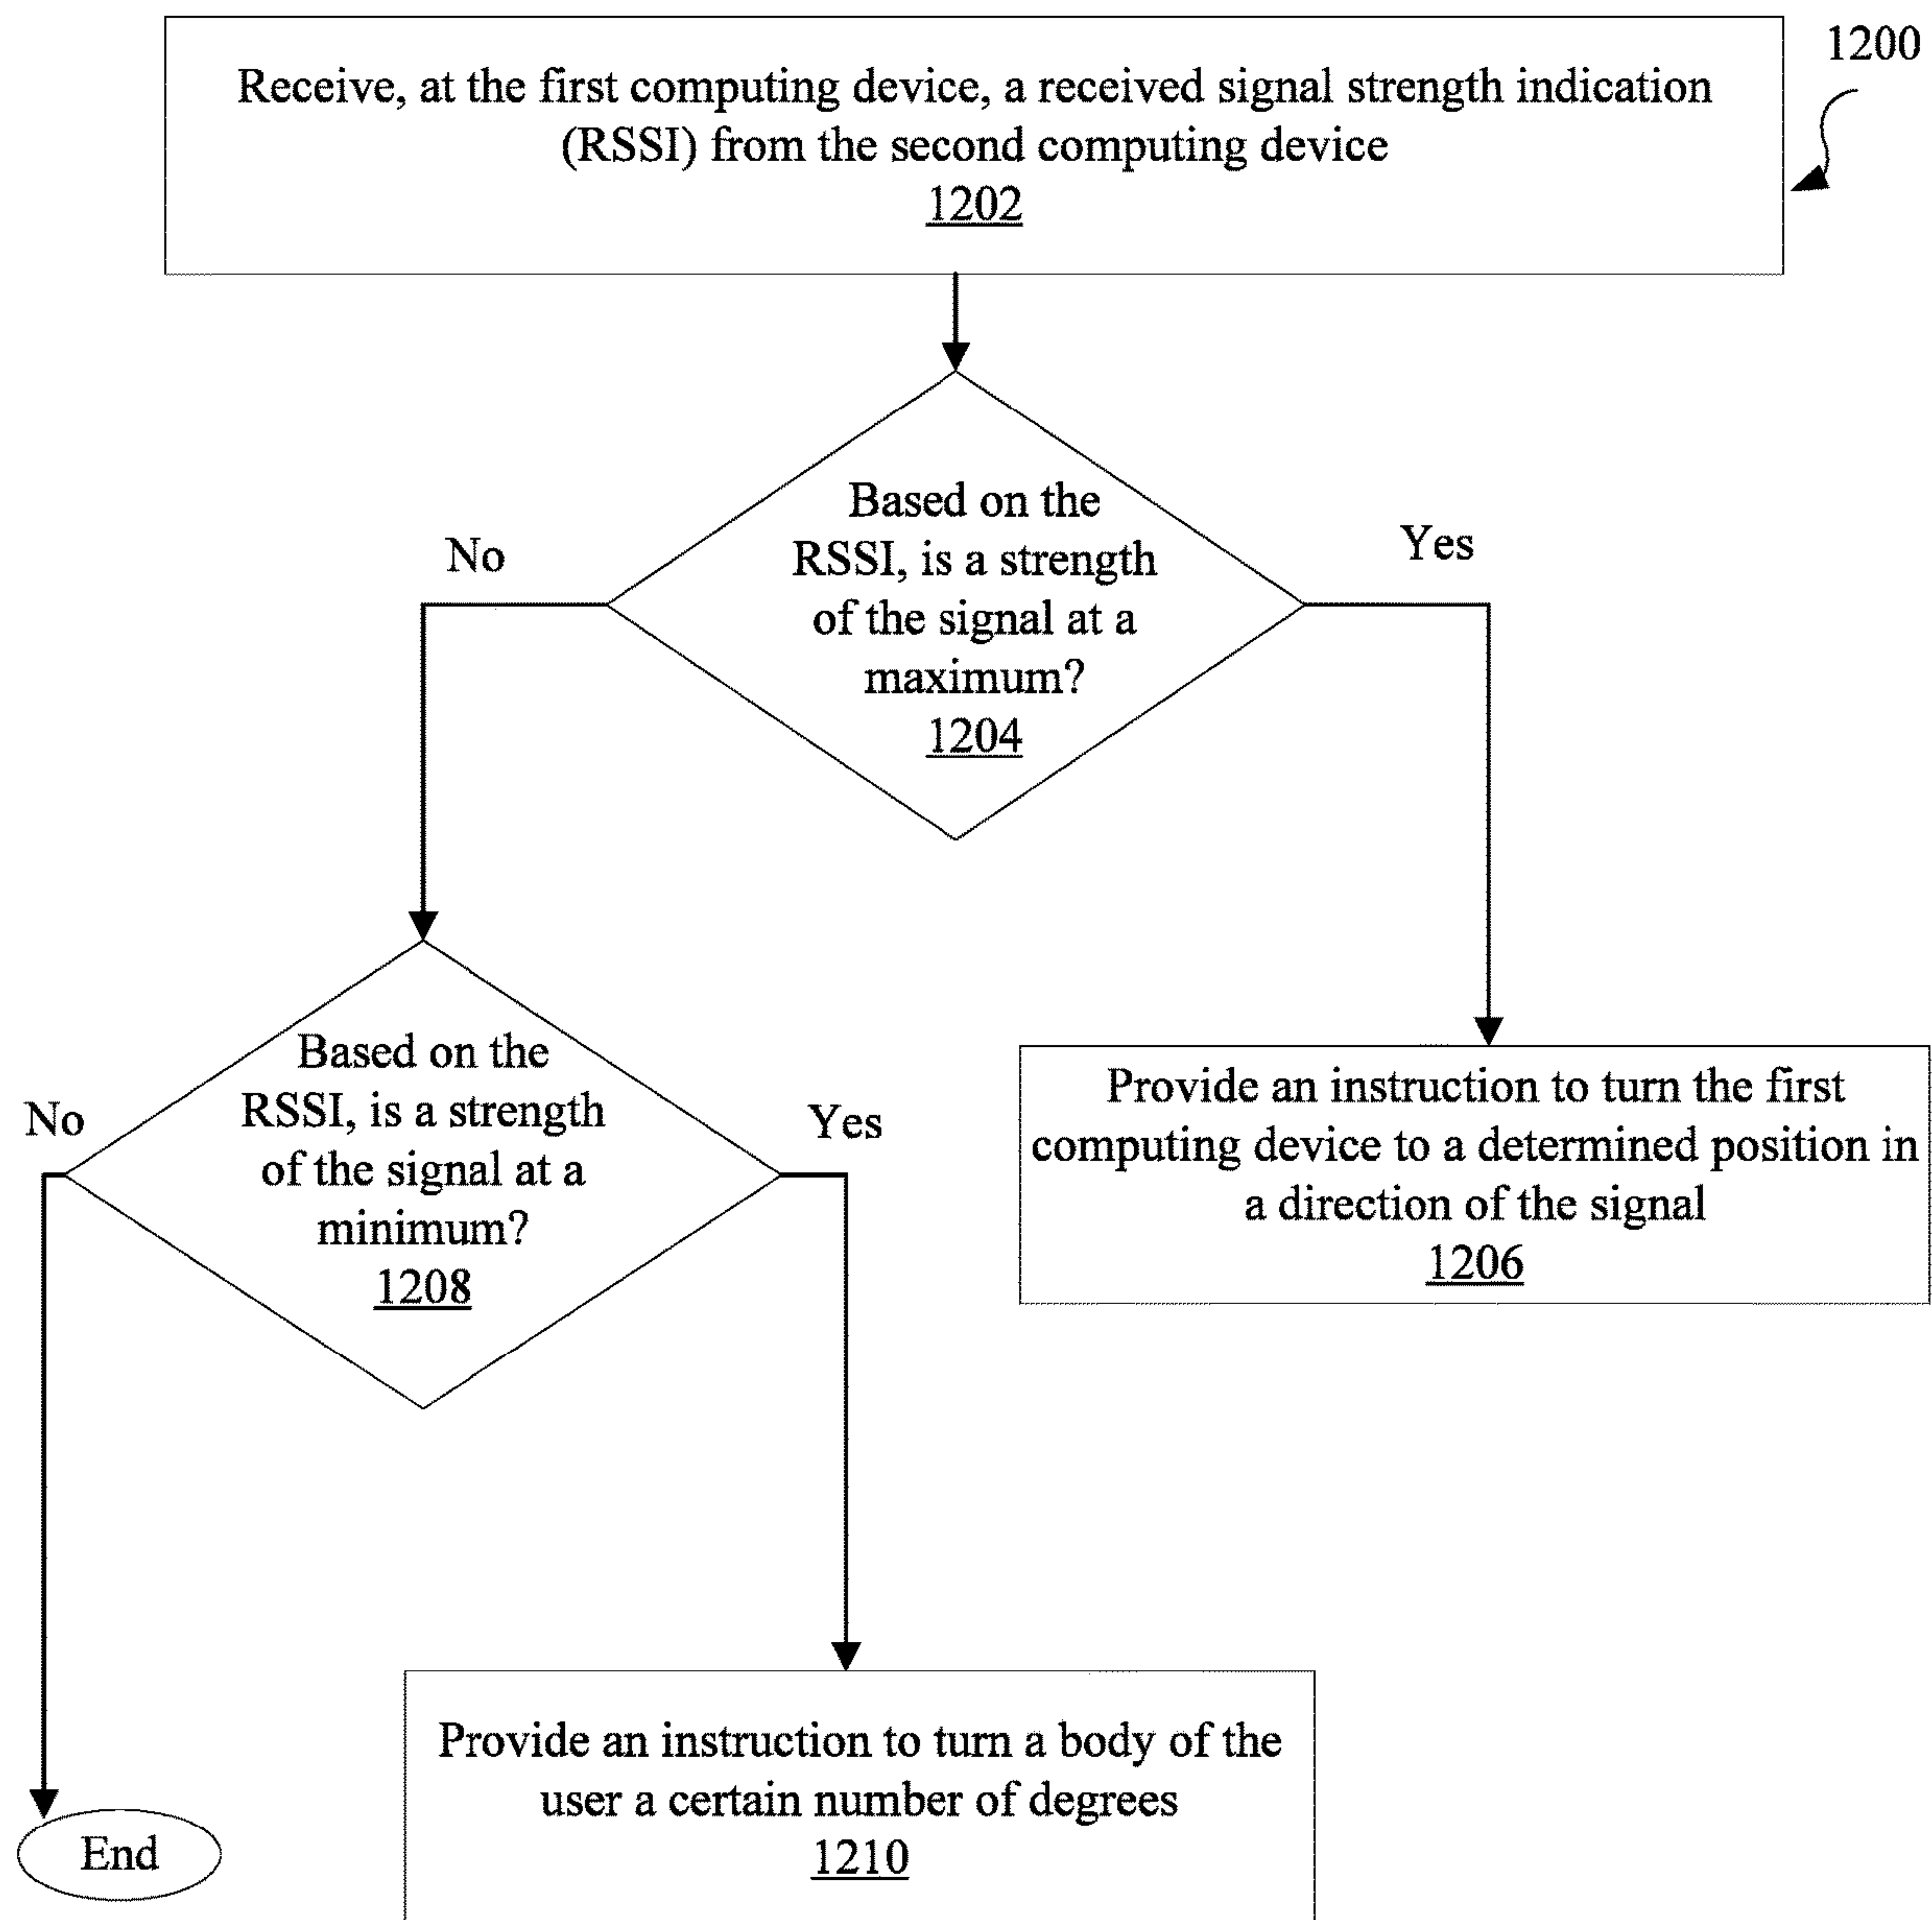 1200
Receive, at the first computing device, a received signal strength indication
(RSSI) from the second computing device
1202
Based on the
RSSI, is a strength
of the signal at a
maximum?
1204
No
Yes
Based on the
RSSI, is a strength
of the signal at a
minimum?
1208
No
Yes
Provide an instruction to turn the first
computing device to a determined position in
a direction of the signal
1206
Provide an instruction to turn a body of the
user a certain number of degrees
1210
End